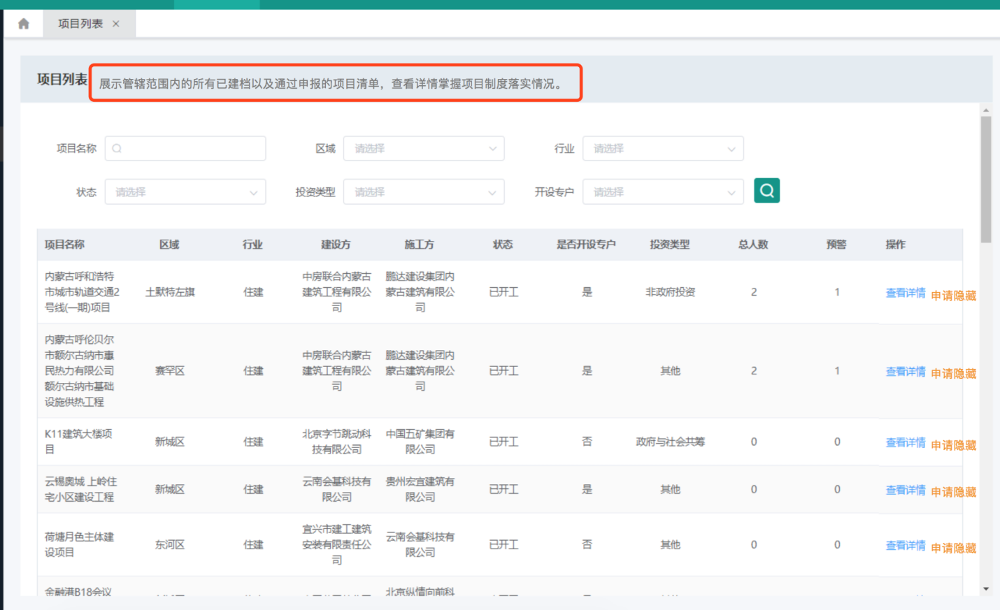 项目列表
项目列表 展示管辖范围内的所有已建档以及通过申报的项目清单，查看详情掌握项目制度落实情况。
项目名称 区域 请选择 行业 请选择
状态 请选择 投资类型 请选择 开设专户 请选择
项目名称 区域 行业 建设方 施工方 状态 是否开设专户 投资类型 总人数 预警 操作
内蒙古呼和浩特
市城市轨道交通2
号线(一期)项目
土默特左旗
住建
中房联合内蒙古
建筑工程有限公
司
鹏达建设集团内
蒙古建筑有限公
司
已开工
是
非政府投资
2
1
查看详情 申请隐藏
内蒙古呼伦贝尔
市额尔古纳市惠
民热力有限公司
额尔古纳市基础
设施供热工程
赛罕区
住建
中房联合内蒙古
建筑工程有限公
司
鹏达建设集团内
蒙古建筑有限公
司
已开工
是
其他
2
1
查看详情 申请隐藏
K11建筑大楼项
目
新城区
住建
北京字节跳动科
技有限公司
中国五矿集团有
限公司
已开工
否
政府与社会共筹
0
0
查看详情 申请隐藏
云锡奥城 上岭住
宅小区建设工程
新城区
住建
云南会基科技有
限公司
贵州宏宜建筑有
限公司
已开工
是
其他
0
0
查看详情 申请隐藏
荷塘月色主体建
设项目
东河区
住建
宜兴市建工建筑
安装有限责任公
司
云南会基科技有
限公司
已开工
否
其他
0
0
查看详情 申请隐藏
金融港B18会议
北京纵情向前科